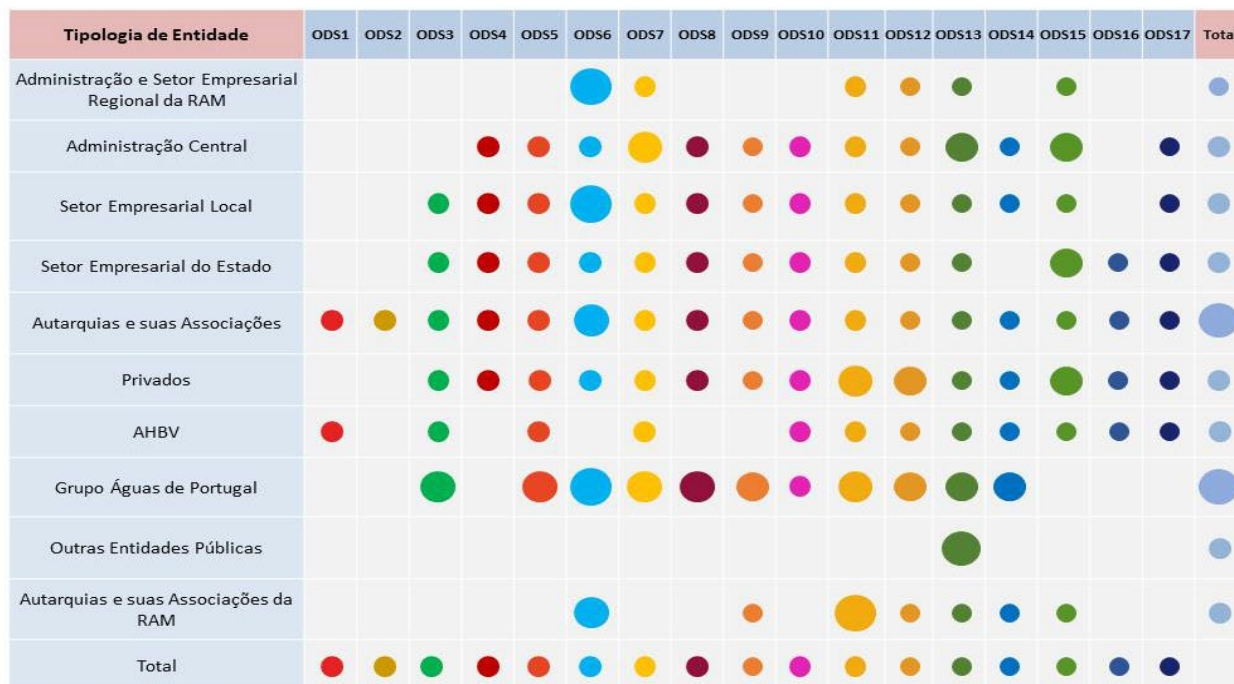 Tipologia de Entidade ODS1 ODS2 ODS3 ODS4 ODS5 ODS6 ODS7 ODS8 ODS9 ODS10 ODS11 ODS12 ODS13 ODS14 ODS15 ODS16 ODS17 Total
Administração e Setor Empresarial
Regional da RAM
Administração Central
Setor Empresarial Local
Setor Empresarial do Estado
Autarquias e suas Associações
Privados
AHBV
Grupo Águas de Portugal
Outras Entidades Públicas
Autarquias e suas Associações da
RAM
Total